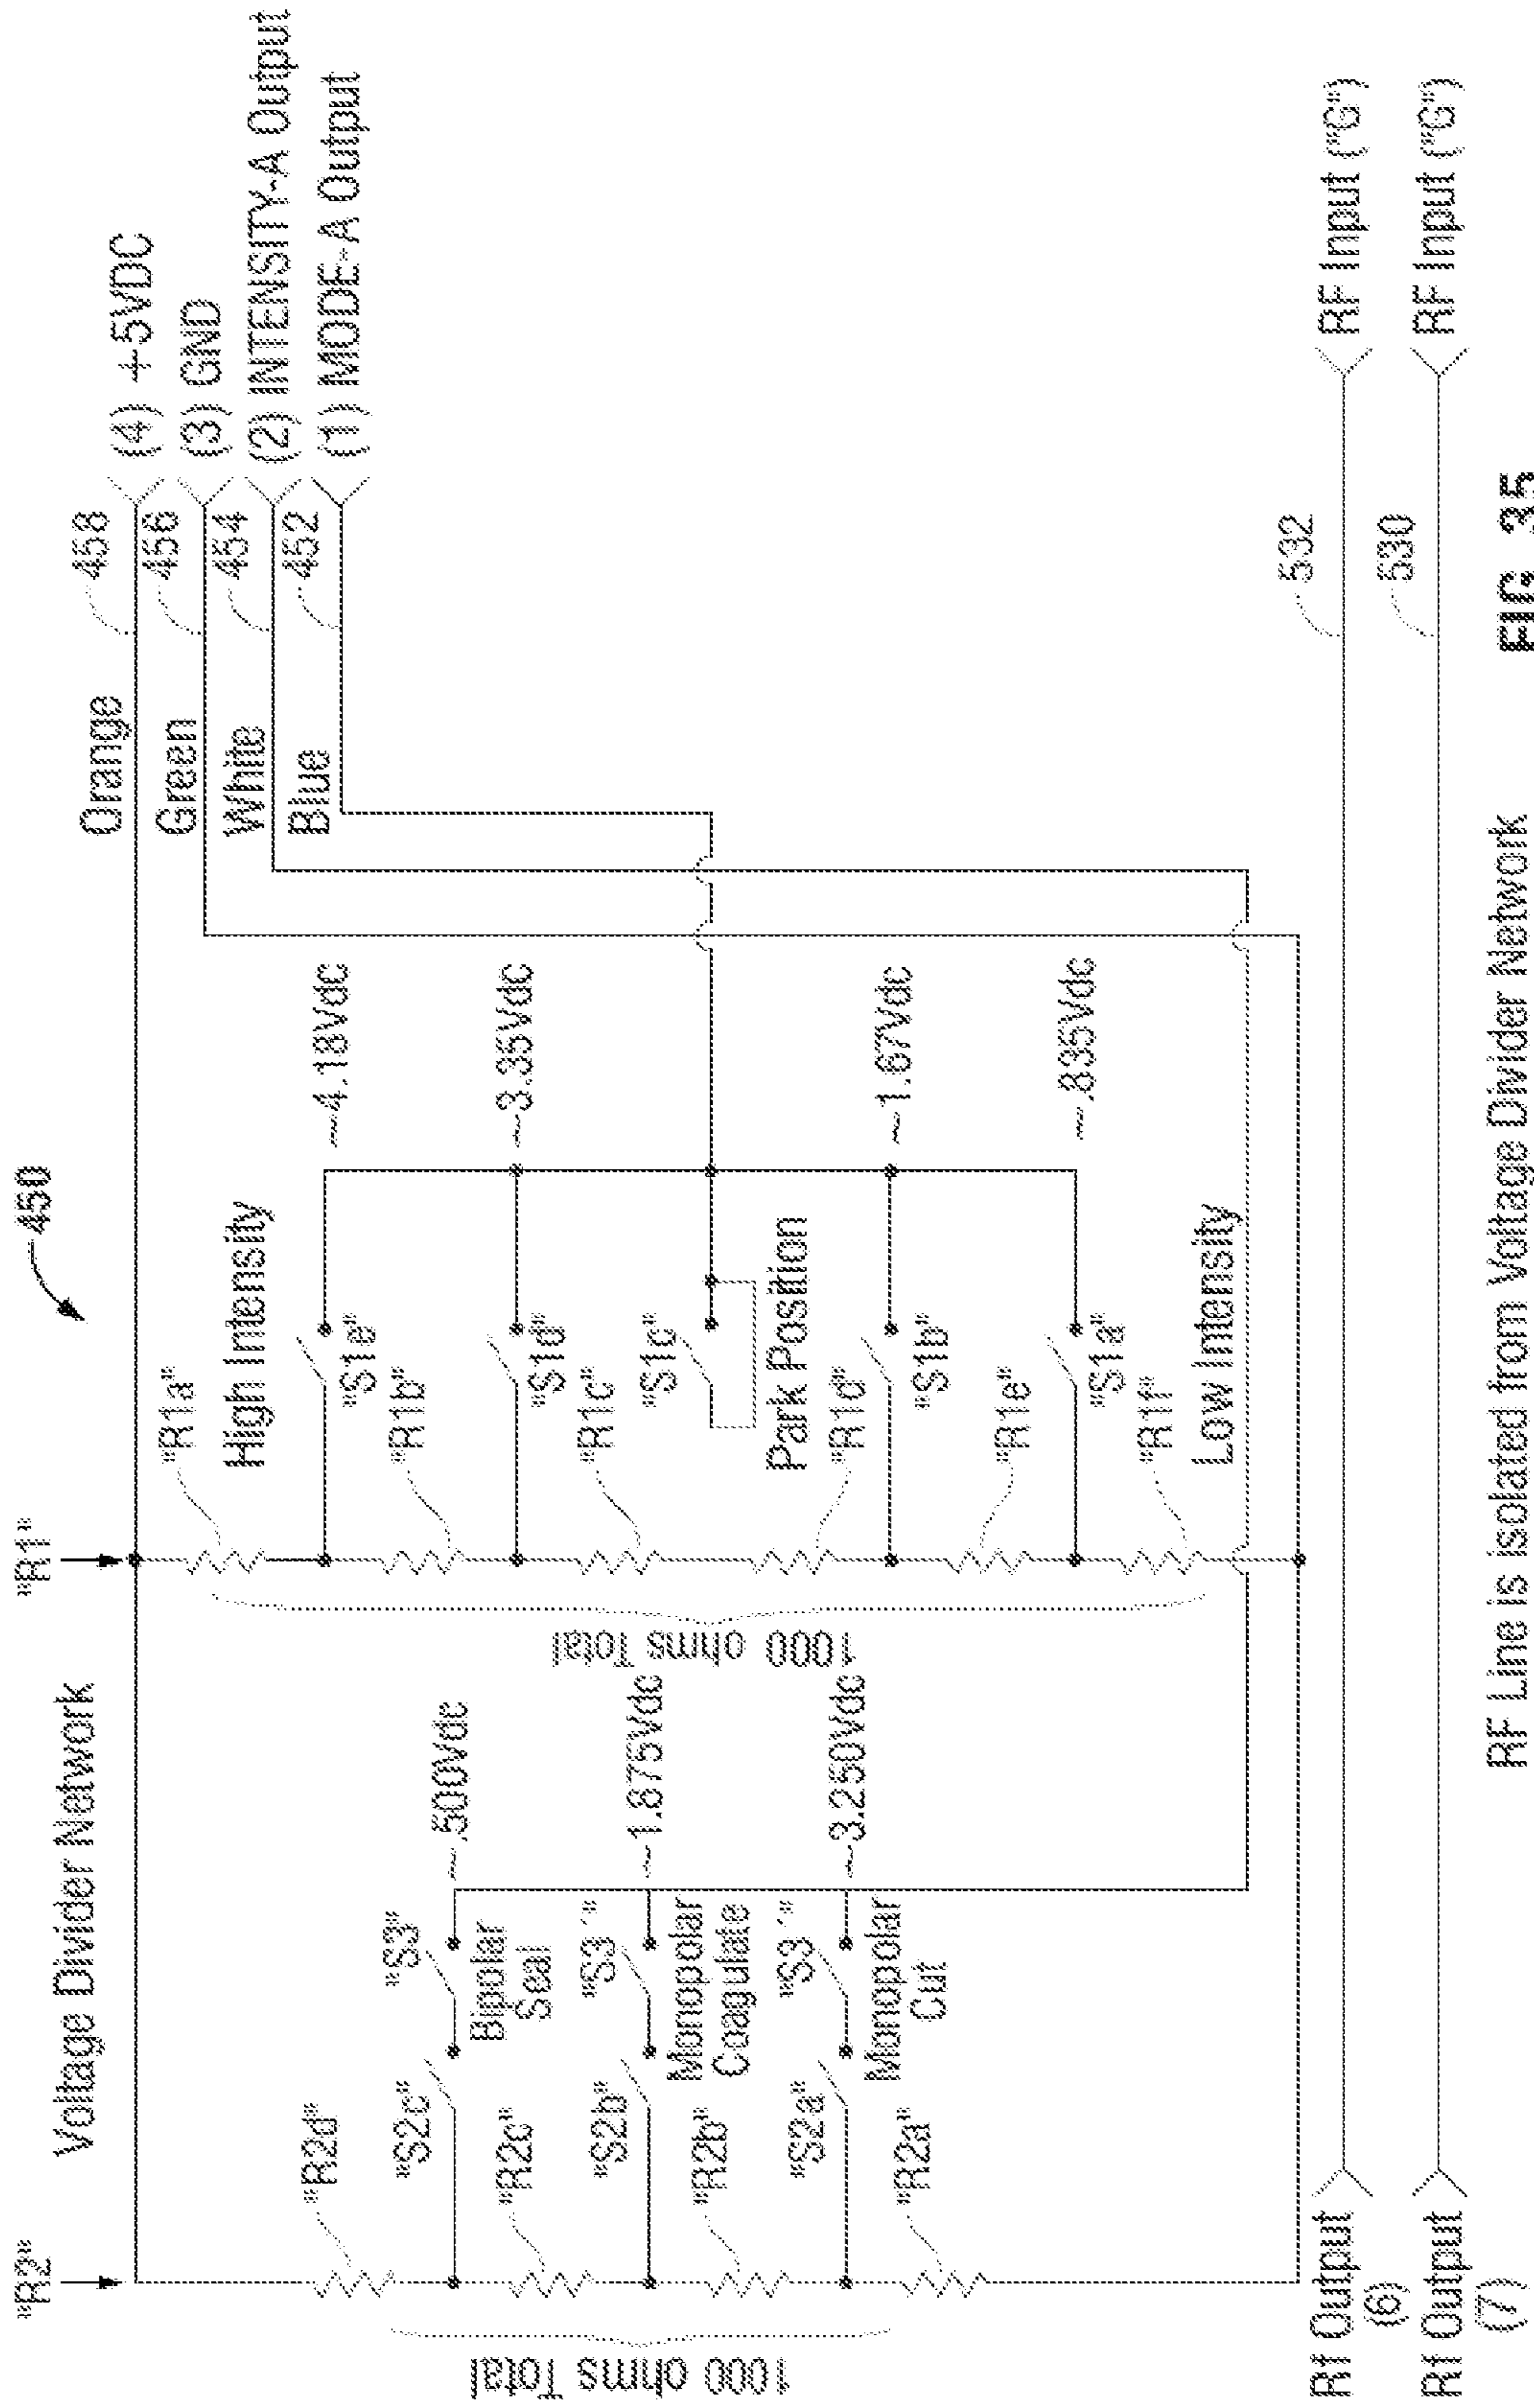 450
"R2"
Voltage Divider Network
"R1"
Orange
458
(4) +5VDC
Green
456
(3) GND
White
454
(2) INTENSITY-A Output
Blue
452
(1) MODE-A Output
"R1a"
High Intensity
"S1e"
~4.18Vdc
"R1b"
"S1d"
~3.35Vdc
"R1c"
"S1c"
Park Position
"R1d"
"S1b"
~1.67Vdc
"R1e"
"S1a"
~.835Vdc
"R1f"
Low Intensity
1000 ohms Total
"R2d"
"S2c"
"S3"
Bipolar
Seal
~.500Vdc
"R2c"
"S2b"
"S3´"
Monopolar
Coagulate
~1.875Vdc
"R2b"
"S2a"
"S3´"
Monopolar
Cut
~3.250Vdc
"R2a"
1000 ohms Total
Rf Output
(6)
532
RF Input ("G")
Rf Output
(7)
530
RF Input ("G")
RF Line is isolated from Voltage Divider Network
FIG. 35